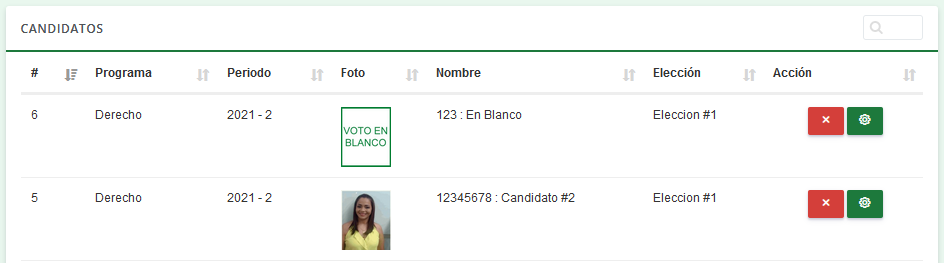 CANDIDATOS
# Programa Periodo Foto Nombre Elección Acción
6 Derecho 2021 - 2 VOTO EN BLANCO 123 : En Blanco Eleccion #1
5 Derecho 2021 - 2 12345678 : Candidato #2 Eleccion #1